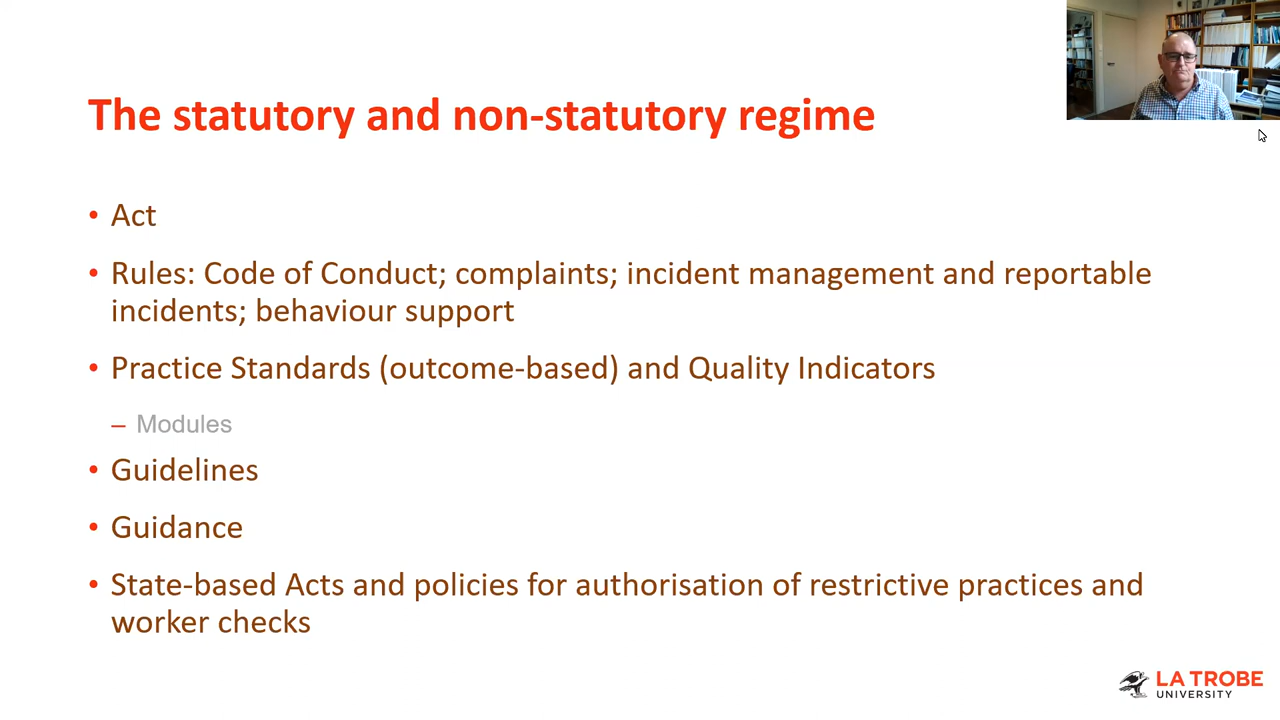 The statutory and non-statutory regime
• Act
• Rules: Code of Conduct; complaints; incident management and reportable
incidents; behaviour support
• Practice Standards (outcome-based) and Quality Indicators
– Modules
• Guidelines
• Guidance
• State-based Acts and policies for authorisation of restrictive practices and
worker checks
LA TROBE
UNIVERSITY